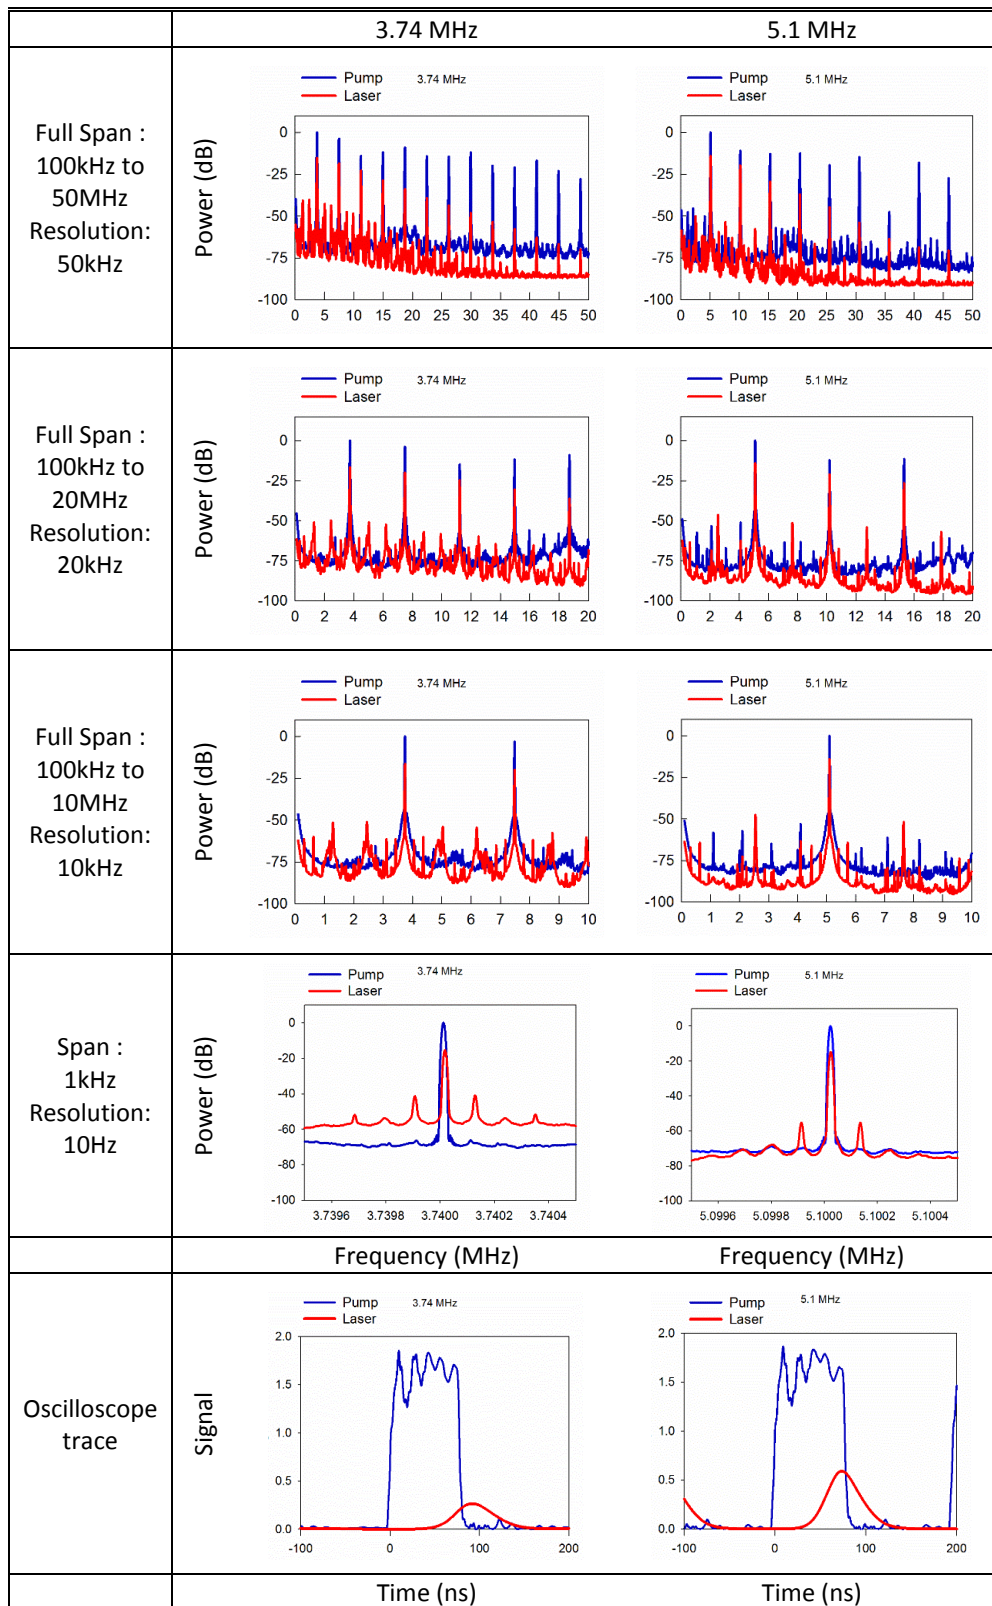 3.74 MHz 5.1 MHz
Full Span :
100kHz to
50MHz
Resolution:
50kHz
Power (dB)
Pump 3.74 MHz
Laser
0
-25
-50
-75
-100
0 5 10 15 20 25 30 35 40 45 50
Pump 5.1 MHz
Laser
0
-25
-50
-75
-100
0 5 10 15 20 25 30 35 40 45 50
Full Span :
100kHz to
20MHz
Resolution:
20kHz
Power (dB)
Pump 3.74 MHz
Laser
0
-25
-50
-75
-100
0 2 4 6 8 10 12 14 16 18 20
Pump 5.1 MHz
Laser
0
-25
-50
-75
-100
0 2 4 6 8 10 12 14 16 18 20
Full Span :
100kHz to
10MHz
Resolution:
10kHz
Power (dB)
Pump 3.74 MHz
Laser
0
-25
-50
-75
-100
0 1 2 3 4 5 6 7 8 9 10
Pump 5.1 MHz
Laser
0
-25
-50
-75
-100
0 1 2 3 4 5 6 7 8 9 10
Span :
1kHz
Resolution:
10Hz
Power (dB)
Pump 3.74 MHz
Laser
0
-20
-40
-60
-80
-100
3.7396 3.7398 3.7400 3.7402 3.7404
Pump 5.1 MHz
Laser
0
-20
-40
-60
-80
-100
5.0996 5.0998 5.1000 5.1002 5.1004
Frequency (MHz) Frequency (MHz)
Oscilloscope
trace
Signal
Pump 3.74 MHz
Laser
2.0
1.5
1.0
0.5
0.0
-100 0 100 200
Pump 5.1 MHz
Laser
2.0
1.5
1.0
0.5
0.0
-100 0 100 200
Time (ns) Time (ns)